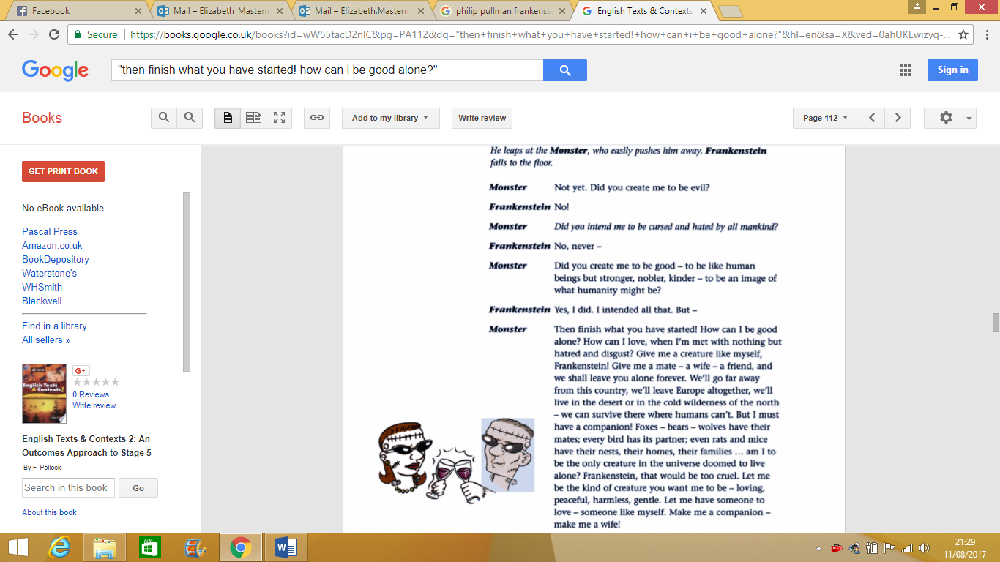 Facebook
Mail – Elizabeth_Masterm
Mail – Elizabeth.Masterm
philip pullman frankenste
English Texts & Contexts
Secure
https://books.google.co.uk/books?id=wW55tacD2nIC&pg=PA112&dq="then+finish+what+you+have+started!+how+can+i+be+good+alone?"&hl=en&sa=X&ved=0ahUKEwizyq-...
Google
"then finish what you have started! how can i be good alone?"
Sign in
Books
Add to my library
Write review
Page 112
GET PRINT BOOK
No eBook available
Pascal Press
Amazon.co.uk
BookDepository
Waterstone's
WHSmith
Blackwell
Find in a library
All sellers »
English Texts
& Contexts 2
G+
0 Reviews
Write review
English Texts & Contexts 2: An
Outcomes Approach to Stage 5
By F. Pollock
Search in this book
Go
About this book
He leaps at the Monster, who easily pushes him away. Frankenstein
falls to the floor.
Monster Not yet. Did you create me to be evil?
Frankenstein No!
Monster Did you intend me to be cursed and hated by all mankind?
Frankenstein No, never –
Monster Did you create me to be good – to be like human
beings but stronger, nobler, kinder – to be an image of
what humanity might be?
Frankenstein Yes, I did. I intended all that. But –
Monster Then finish what you have started! How can I be good
alone? How can I love, when I'm met with nothing but
hatred and disgust? Give me a creature like myself,
Frankenstein! Give me a mate – a wife – a friend, and
we shall leave you alone forever. We'll go far away
from this country, we'll leave Europe altogether, we'll
live in the desert or in the cold wilderness of the north
– we can survive there where humans can't. But I must
have a companion! Foxes – bears – wolves have their
mates; every bird has its partner; even rats and mice
have their nests, their homes, their families ... am I to
be the only creature in the universe doomed to live
alone? Frankenstein, that would be too cruel. Let me
be the kind of creature you want me to be – loving,
peaceful, harmless, gentle. Let me have someone to
love – someone like myself. Make me a companion –
make me a wife!
21:29
11/08/2017